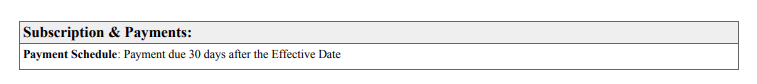 Subscription & Payments:
Payment Schedule: Payment due 30 days after the Effective Date